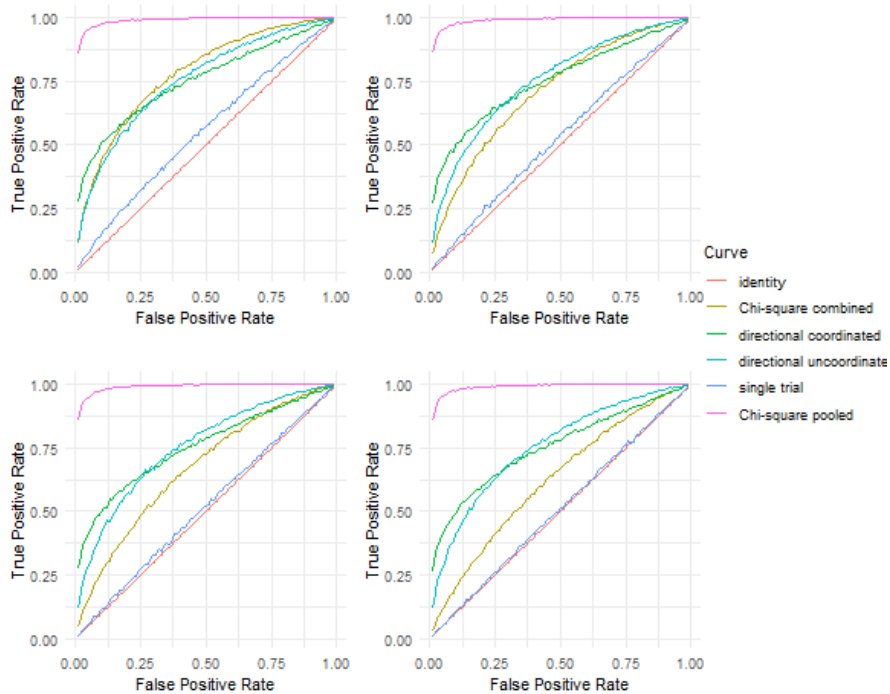 1.00
0.75
0.50
0.25
0.00
True Positive Rate
0.00 0.25 0.50 0.75 1.00
False Positive Rate
1.00
0.75
0.50
0.25
0.00
True Positive Rate
0.00 0.25 0.50 0.75 1.00
False Positive Rate
Curve
identity
Chi-square combined
directional coordinated
directional uncoordinate
single trial
Chi-square pooled
1.00
0.75
0.50
0.25
0.00
True Positive Rate
0.00 0.25 0.50 0.75 1.00
False Positive Rate
1.00
0.75
0.50
0.25
0.00
True Positive Rate
0.00 0.25 0.50 0.75 1.00
False Positive Rate